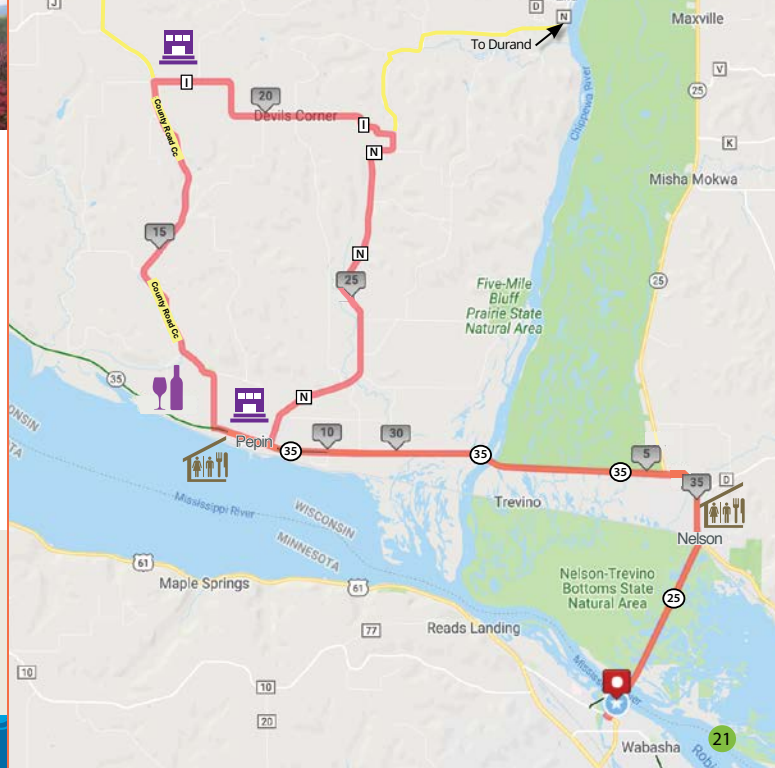 J
D
N
To Durand
Maxville
I
20
Devils Corner
I
N
V
25
K
Chippewa River
County Road Cc
Misha Mokwa
15
N
25
25
Five-Mile
Bluff
Prairie State
Natural Area
County Road Cc
35
N
Pepin
35
10
30
35
35
5
35
D
Trevino
Nelson
Mississippi River
WISCONSIN
MINNESOTA
61
Maple Springs
61
Nelson-Trevino
Bottoms State
Natural Area
25
77
Reads Landing
10
10
20
Wabasha
21